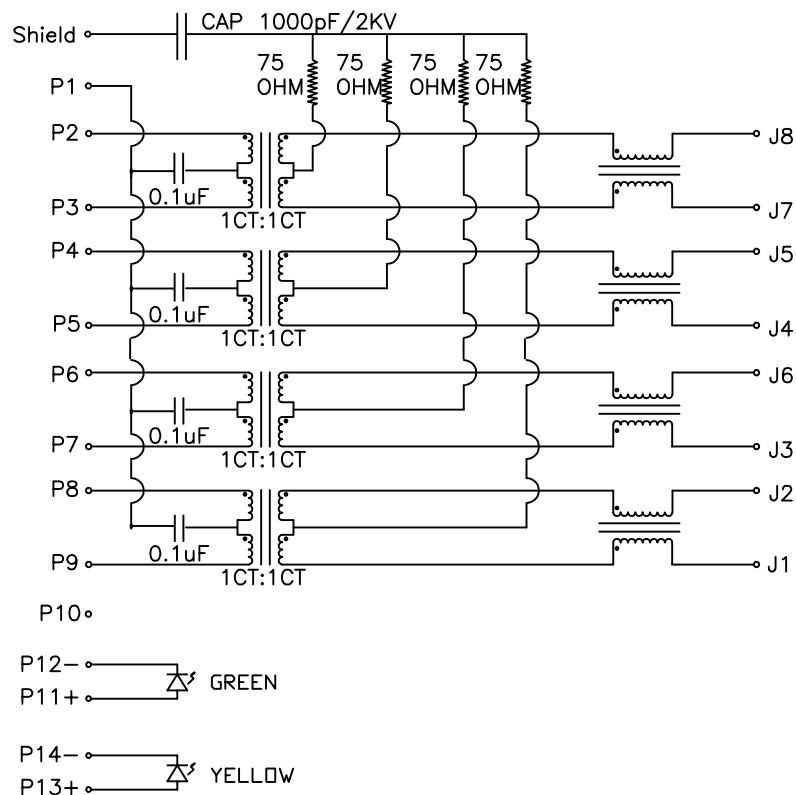 Shield CAP 1000pF/2KV
75 OHM
75 OHM
75 OHM
75 OHM
P1
P2
J8
0.1uF
P3
1CT:1CT
J7
P4
J5
0.1uF
P5
1CT:1CT
J4
P6
J6
0.1uF
P7
1CT:1CT
J3
P8
J2
0.1uF
P9
1CT:1CT
J1
P10
P12-
P11+
GREEN
P14-
P13+
YELLOW